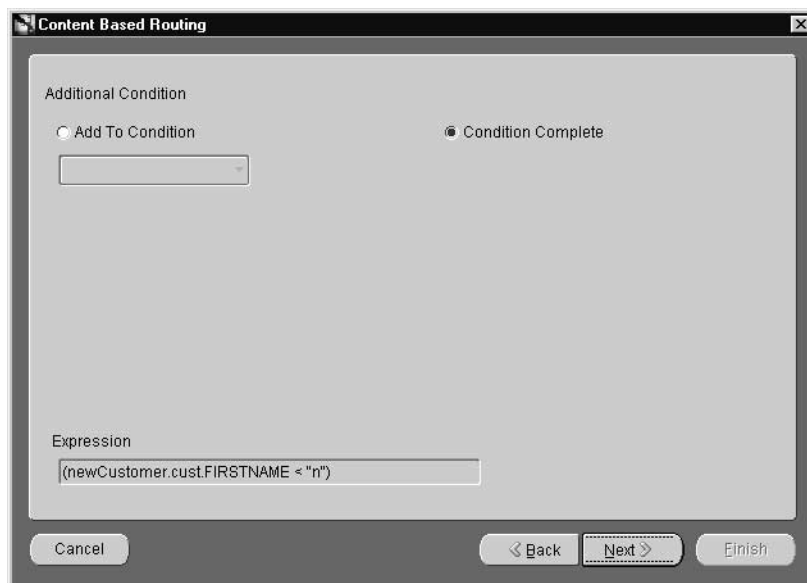 Content Based Routing
Additional Condition
Add To Condition
Condition Complete
Expression
(newCustomer.cust.FIRSTNAME < "n")
Cancel
Back
Next
Finish